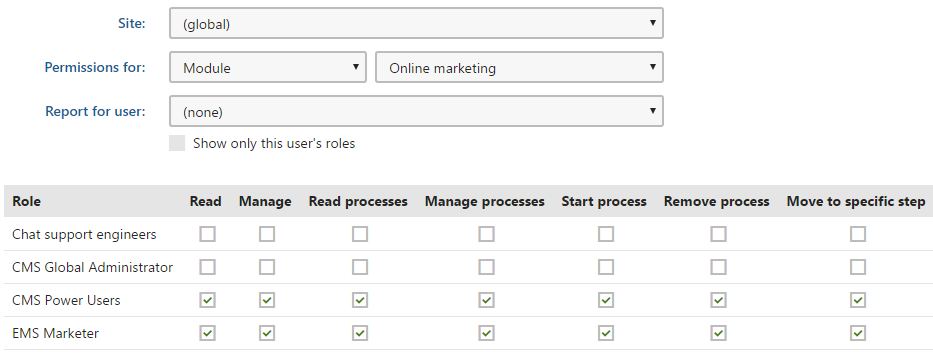 Site: (global)
Permissions for: Module Online marketing
Report for user: (none)
Show only this user's roles
Role Read Manage Read processes Manage processes Start process Remove process Move to specific step
Chat support engineers
CMS Global Administrator
CMS Power Users
EMS Marketer